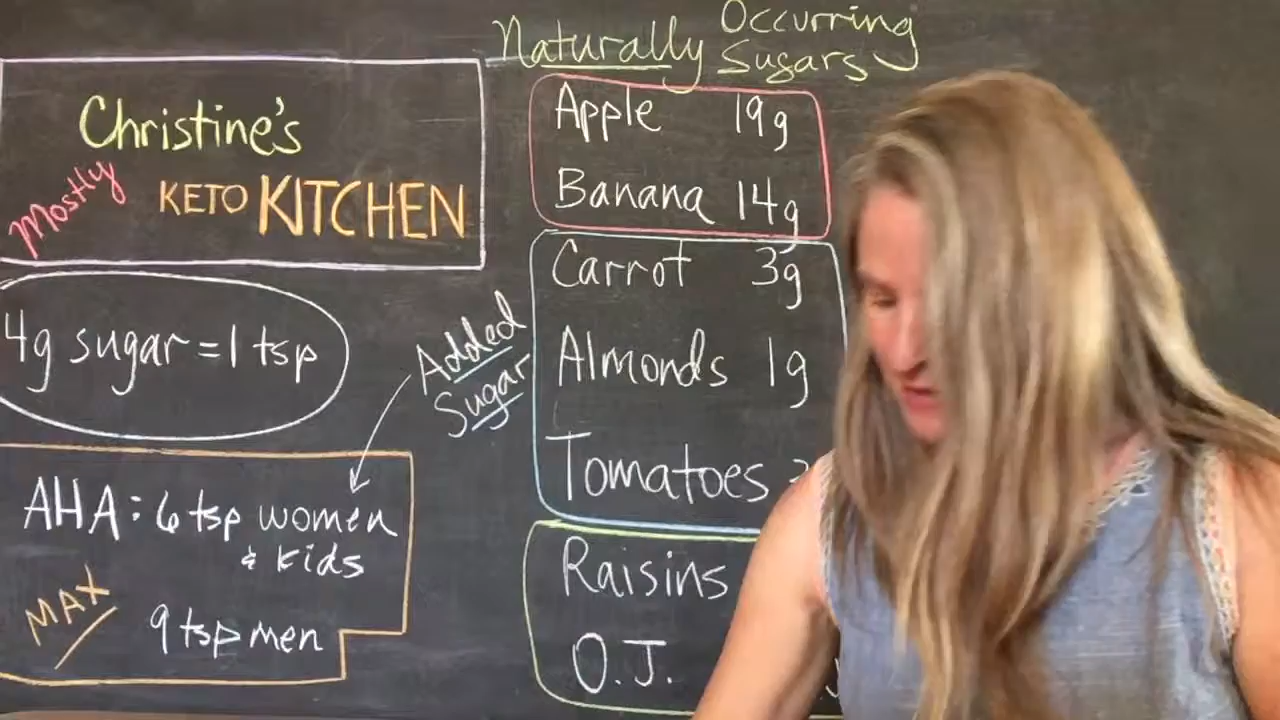 Christine's
Mostly KETO KITCHEN
4g sugar = 1 tsp
Added
Sugar
AHA: 6 tsp women
& kids
MAX
9 tsp men
Naturally Occurring
Sugars
Apple 19g
Banana 14g
Carrot 3g
Almonds 1g
Tomatoes
Raisins
O.J.